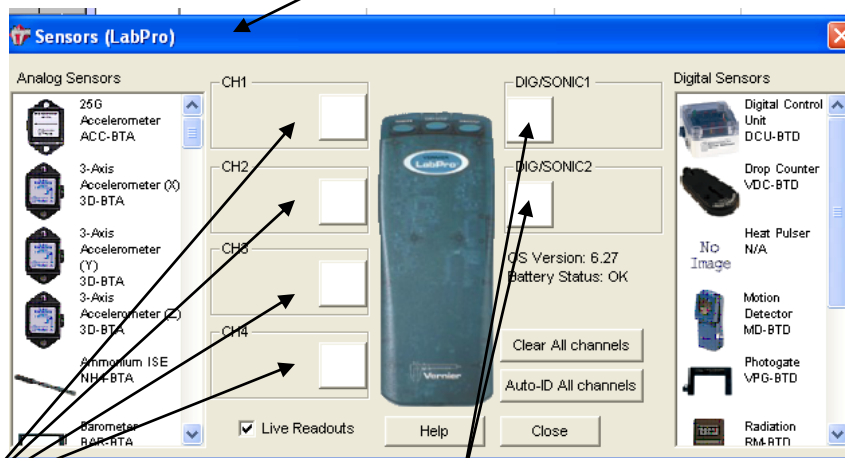 Sensors (LabPro)
Analog Sensors
25G
Accelerometer
ACC-BTA
3-Axis
Accelerometer (X)
3D-BTA
3-Axis
Accelerometer
(Y)
3D-BTA
3-Axis
Accelerometer (Z)
3D-BTA
Ammonium ISE
NH4-BTA
Barometer
BAR-BTA
CH1
CH2
CH3
CH4
Live Readouts
LabPro
Vernier
DIG/SONIC1
DIG/SONIC2
OS Version: 6.27
Battery Status: OK
Clear All channels
Auto-ID All channels
Help
Close
Digital Sensors
Digital Control
Unit
DCU-BTD
Drop Counter
VDC-BTD
No
Image
Heat Pulser
N/A
Motion
Detector
MD-BTD
Photogate
VPG-BTD
Radiation
RM-BTD